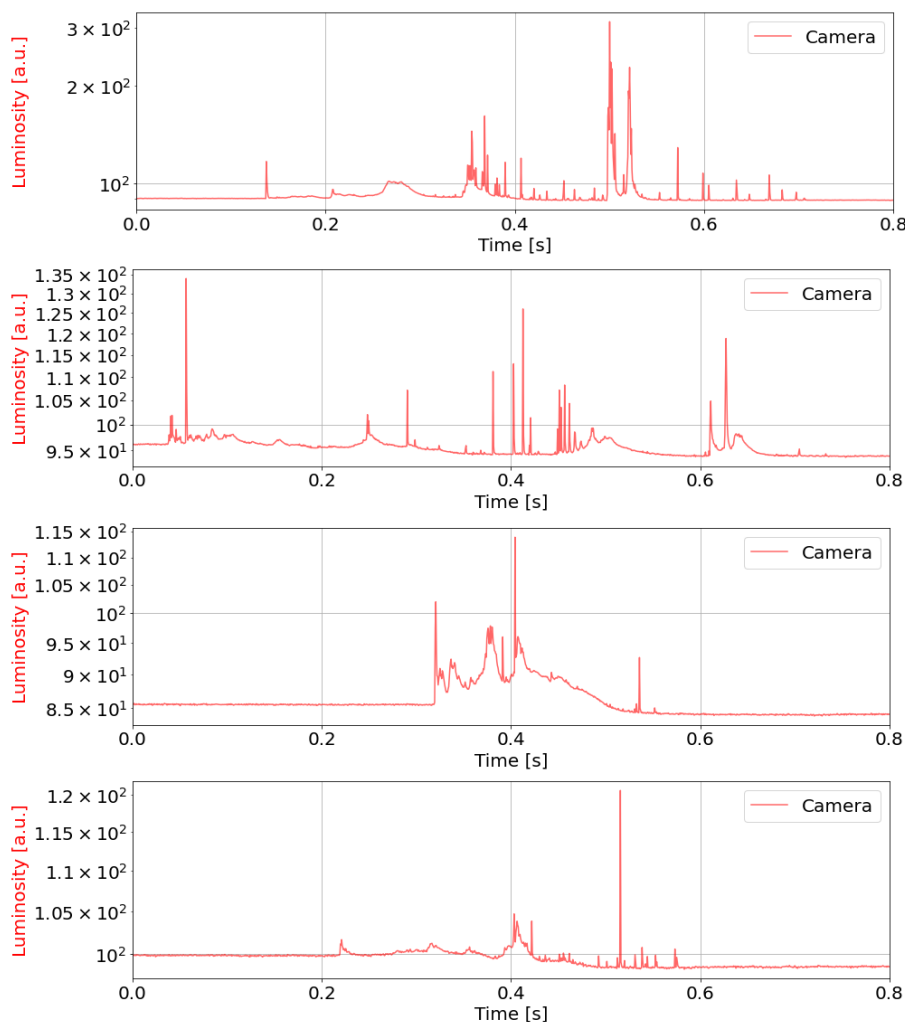 3 × 10²
2 × 10²
10²
Luminosity [a.u.]
Camera
0.0 0.2 0.4 0.6 0.8
Time [s]
1.35 × 10²
1.3 × 10²
1.25 × 10²
1.2 × 10²
1.15 × 10²
1.1 × 10²
1.05 × 10²
10²
9.5 × 10¹
Luminosity [a.u.]
Camera
0.0 0.2 0.4 0.6 0.8
Time [s]
1.15 × 10²
1.1 × 10²
1.05 × 10²
10²
9.5 × 10¹
9 × 10¹
8.5 × 10¹
Luminosity [a.u.]
Camera
0.0 0.2 0.4 0.6 0.8
Time [s]
1.2 × 10²
1.15 × 10²
1.1 × 10²
1.05 × 10²
10²
Luminosity [a.u.]
Camera
0.0 0.2 0.4 0.6 0.8
Time [s]